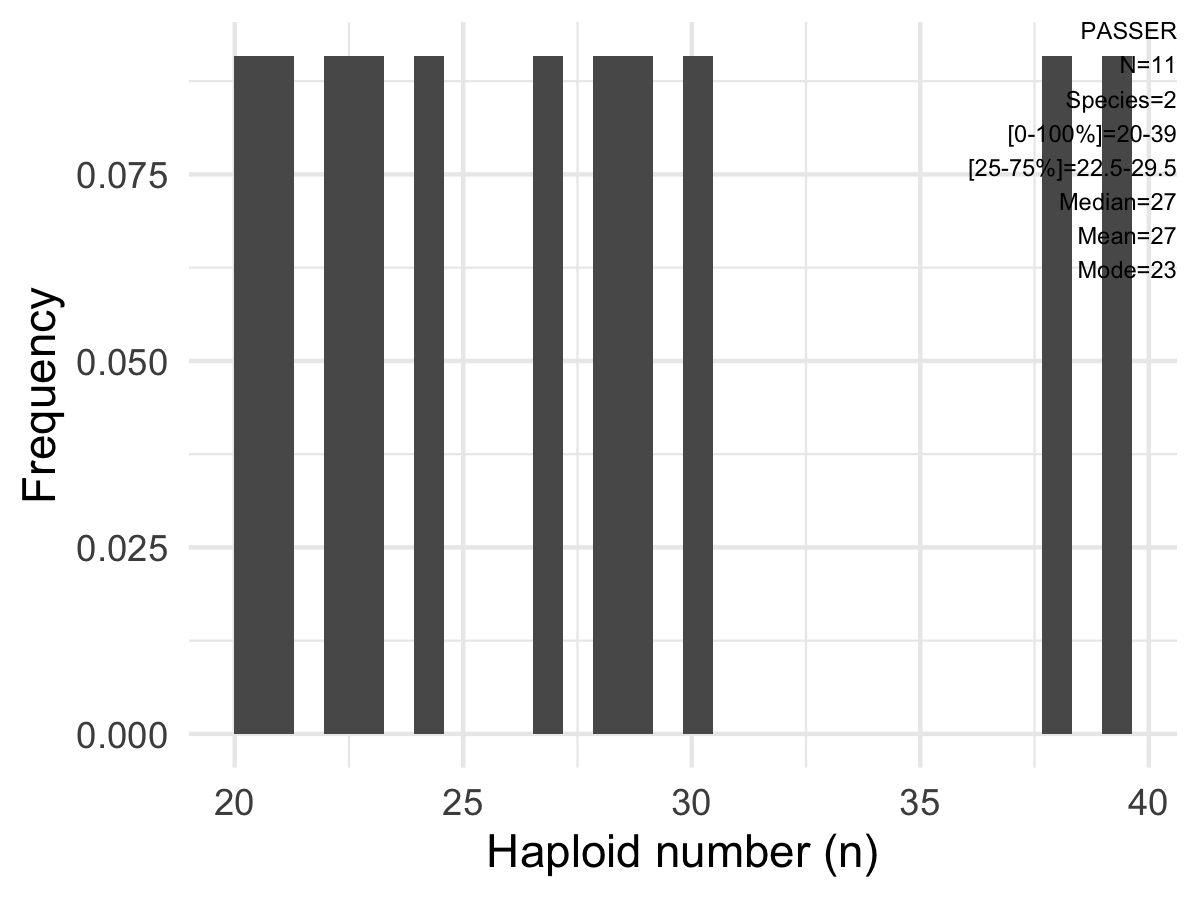 PASSER
N=11
Species=2
[0-100%]=20-39
[25-75%]=22.5-29.5
Median=27
Mean=27
Mode=23
Frequency
0.075
0.050
0.025
0.000
20 25 30 35 40
Haploid number (n)